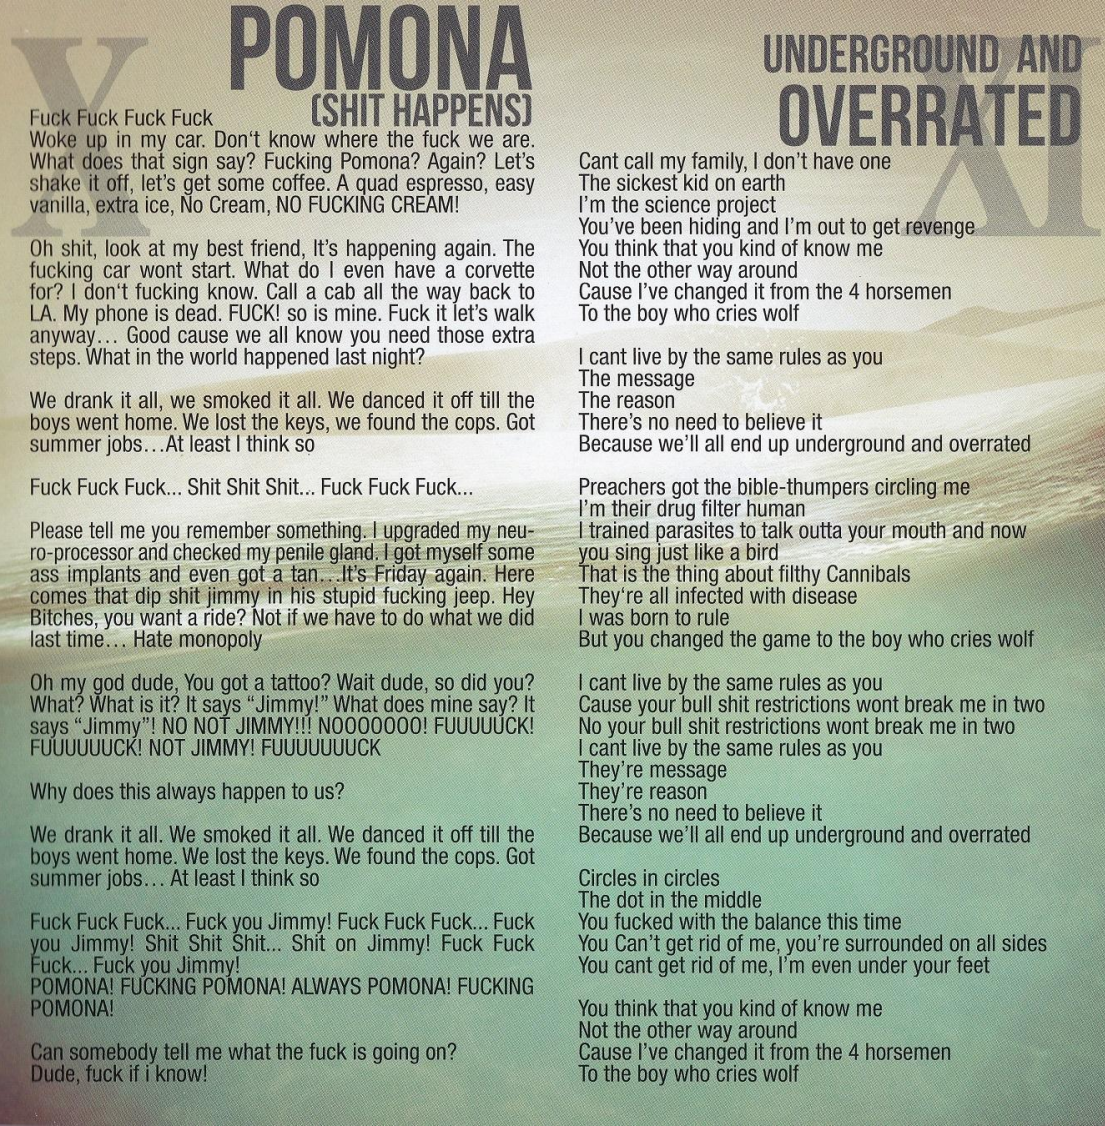 X
POMONA
(SHIT HAPPENS)
Fuck Fuck Fuck Fuck
Woke up in my car. Don‘t know where the fuck we are.
What does that sign say? Fucking Pomona? Again? Let’s
shake it off, let’s get some coffee. A quad espresso, easy
vanilla, extra ice, No Cream, NO FUCKING CREAM!
Oh shit, look at my best friend, It’s happening again. The
fucking car wont start. What do I even have a corvette
for? I don‘t fucking know. Call a cab all the way back to
LA. My phone is dead. FUCK! so is mine. Fuck it let’s walk
anyway… Good cause we all know you need those extra
steps. What in the world happened last night?
We drank it all, we smoked it all. We danced it off till the
boys went home. We lost the keys, we found the cops. Got
summer jobs…At least I think so
Fuck Fuck Fuck... Shit Shit Shit... Fuck Fuck Fuck...
Please tell me you remember something. I upgraded my neu-
ro-processor and checked my penile gland. I got myself some
ass implants and even got a tan…It’s Friday again. Here
comes that dip shit jimmy in his stupid fucking jeep. Hey
Bitches, you want a ride? Not if we have to do what we did
last time… Hate monopoly
Oh my god dude, You got a tattoo? Wait dude, so did you?
What? What is it? It says “Jimmy!” What does mine say? It
says “Jimmy”! NO NOT JIMMY!!! NOOOOOOO! FUUUUUCK!
FUUUUUUCK! NOT JIMMY! FUUUUUUUCK
Why does this always happen to us?
We drank it all. We smoked it all. We danced it off till the
boys went home. We lost the keys. We found the cops. Got
summer jobs… At least I think so
Fuck Fuck Fuck... Fuck you Jimmy! Fuck Fuck Fuck... Fuck
you Jimmy! Shit Shit Shit... Shit on Jimmy! Fuck Fuck
Fuck... Fuck you Jimmy!
POMONA! FUCKING POMONA! ALWAYS POMONA! FUCKING
POMONA!
Can somebody tell me what the fuck is going on?
Dude, fuck if i know!
XI
UNDERGROUND AND
OVERRATED
Cant call my family, I don’t have one
The sickest kid on earth
I’m the science project
You’ve been hiding and I’m out to get revenge
You think that you kind of know me
Not the other way around
Cause I’ve changed it from the 4 horsemen
To the boy who cries wolf
I cant live by the same rules as you
The message
The reason
There’s no need to believe it
Because we’ll all end up underground and overrated
Preachers got the bible-thumpers circling me
I’m their drug filter human
I trained parasites to talk outta your mouth and now
you sing just like a bird
That is the thing about filthy Cannibals
They‘re all infected with disease
I was born to rule
But you changed the game to the boy who cries wolf
I cant live by the same rules as you
Cause your bull shit restrictions wont break me in two
No your bull shit restrictions wont break me in two
I cant live by the same rules as you
They’re message
They’re reason
There’s no need to believe it
Because we’ll all end up underground and overrated
Circles in circles
The dot in the middle
You fucked with the balance this time
You Can’t get rid of me, you’re surrounded on all sides
You cant get rid of me, I’m even under your feet
You think that you kind of know me
Not the other way around
Cause I’ve changed it from the 4 horsemen
To the boy who cries wolf